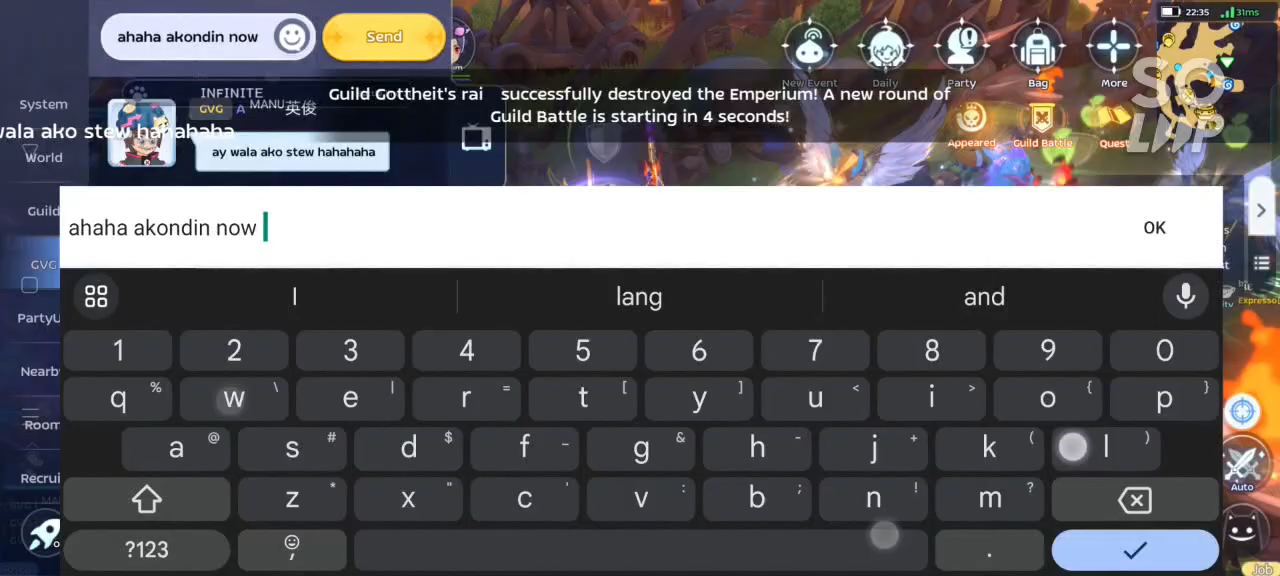 ahaha akondin now
Send
22:35
31ms
New Event
Daily
Party
Bag
More
System
World
Guild
GVG
PartyU
Nearb
Room
Recrui
INFINITE
GVG A MANU英俊
ay wala ako stew hahahaha
wala ako stew hahahaha
Guild Gottheit's rai successfully destroyed the Emperium! A new round of
Guild Battle is starting in 4 seconds!
Appeared
Guild Battle
Quest
ahaha akondin now
OK
I lang and
1 2 3 4 5 6 7 8 9 0
q % w \ e | r = t [ y ] u < i > o { p }
a @ s # d $ f _ g & h - j + k ( l )
z * x " c ' v : b ; n ! m ?
?123 , .
Expresso
Auto
Job